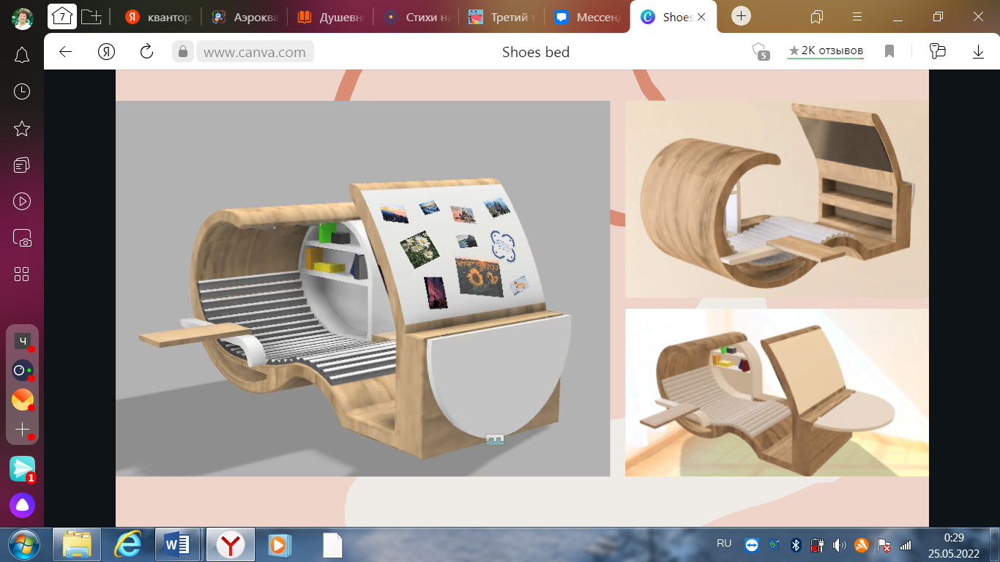 7
квантор
Аэроква
Душевн
Стихи на
Третий т
Мессенд
Shoes
www.canva.com
Shoes bed
5
★ 2K отзывов
Ч
1
RU
0:29
25.05.2022